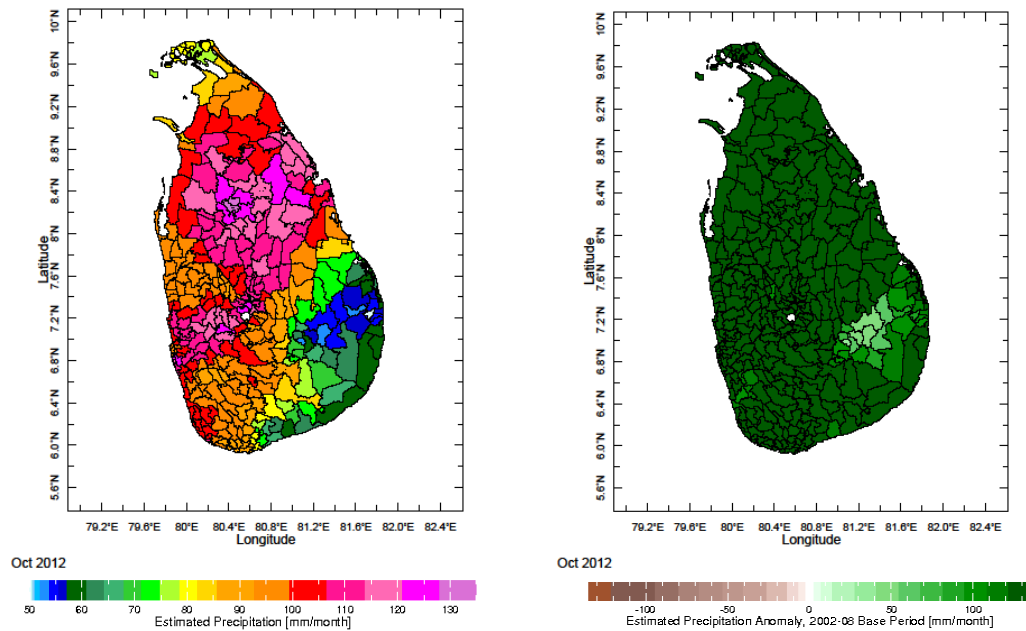 10°N
9.6°N
9.2°N
8.8°N
8.4°N
8°N
7.6°N
7.2°N
6.8°N
6.4°N
6.0°N
5.6°N
Latitude
79.2°E 79.6°E 80°E 80.4°E 80.8°E 81.2°E 81.6°E 82.0°E 82.4°E
Longitude
Oct 2012
50 60 70 80 90 100 110 120 130
Estimated Precipitation [mm/month]
10°N
9.6°N
9.2°N
8.8°N
8.4°N
8°N
7.6°N
7.2°N
6.8°N
6.4°N
6.0°N
5.6°N
Latitude
79.2°E 79.6°E 80°E 80.4°E 80.8°E 81.2°E 81.6°E 82.0°E 82.4°E
Longitude
Oct 2012
-100 -50 0 50 100
Estimated Precipitation Anomaly, 2002-08 Base Period [mm/month]